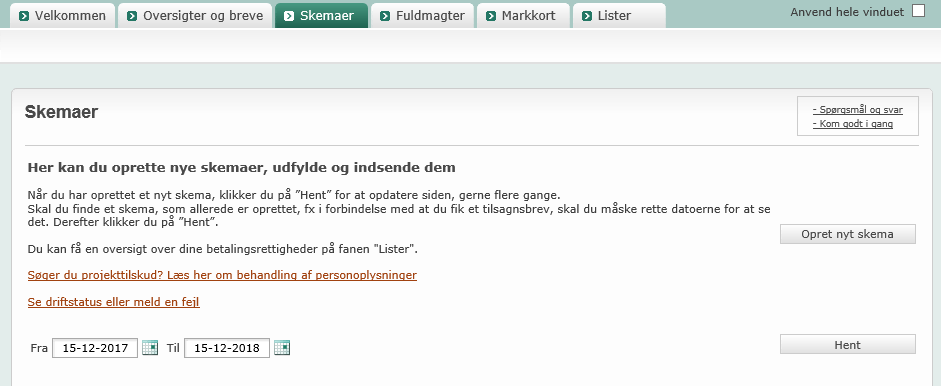 Velkommen Oversigter og breve Skemaer Fuldmagter Markkort Lister Anvend hele vinduet
Skemaer
- Spørgsmål og svar
- Kom godt i gang
Her kan du oprette nye skemaer, udfylde og indsende dem
Når du har oprettet et nyt skema, klikker du på ”Hent” for at opdatere siden, gerne flere gange.
Skal du finde et skema, som allerede er oprettet, fx i forbindelse med at du fik et tilsagnsbrev, skal du måske rette datoerne for at se
det. Derefter klikker du på ”Hent”.
Opret nyt skema
Du kan få en oversigt over dine betalingsrettigheder på fanen "Lister".
Søger du projekttilskud? Læs her om behandling af personoplysninger
Se driftstatus eller meld en fejl
Fra 15-12-2017 Til 15-12-2018 Hent